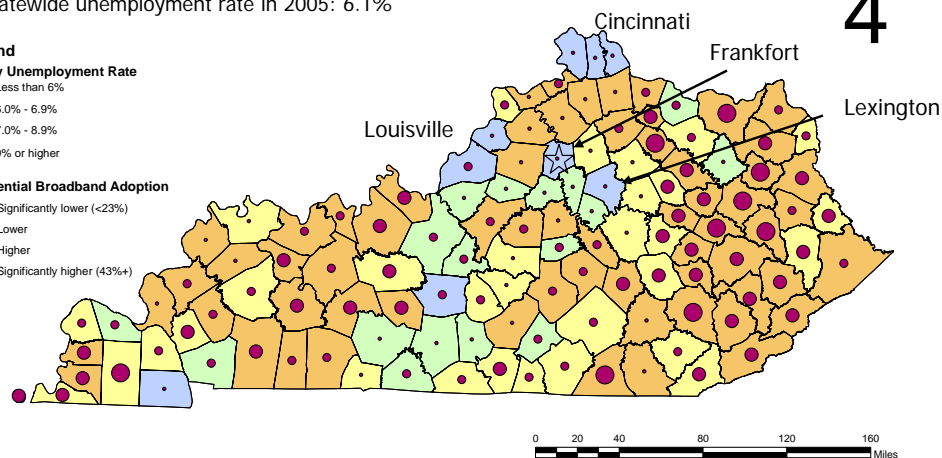 atewide unemployment rate in 2005: 6.1%
4
Cincinnati
Frankfort
Lexington
Louisville
nd
y Unemployment Rate
Less than 6%
6.0% - 6.9%
7.0% - 8.9%
9% or higher
ential Broadband Adoption
Significantly lower (<23%)
Lower
Higher
Significantly higher (43%+)
0 20 40 80 120 160
Miles